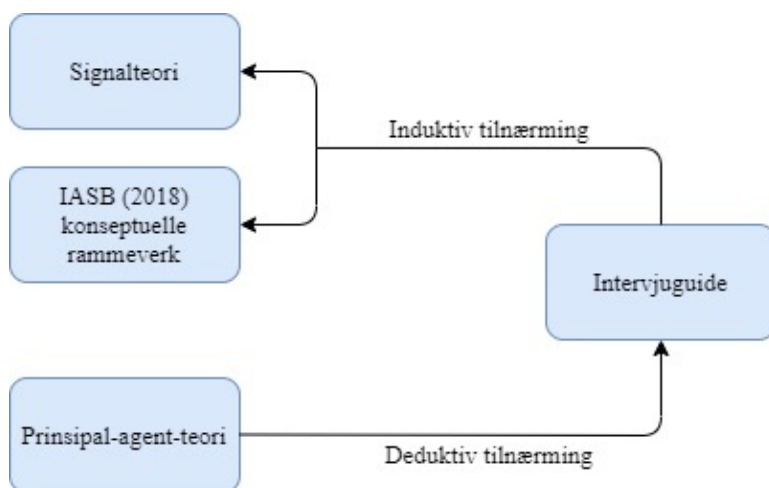 Signalteori
Induktiv tilnærming
IASB (2018)
konseptuelle
rammeverk
Intervjuguide
Prinsipal-agent-teori
Deduktiv tilnærming